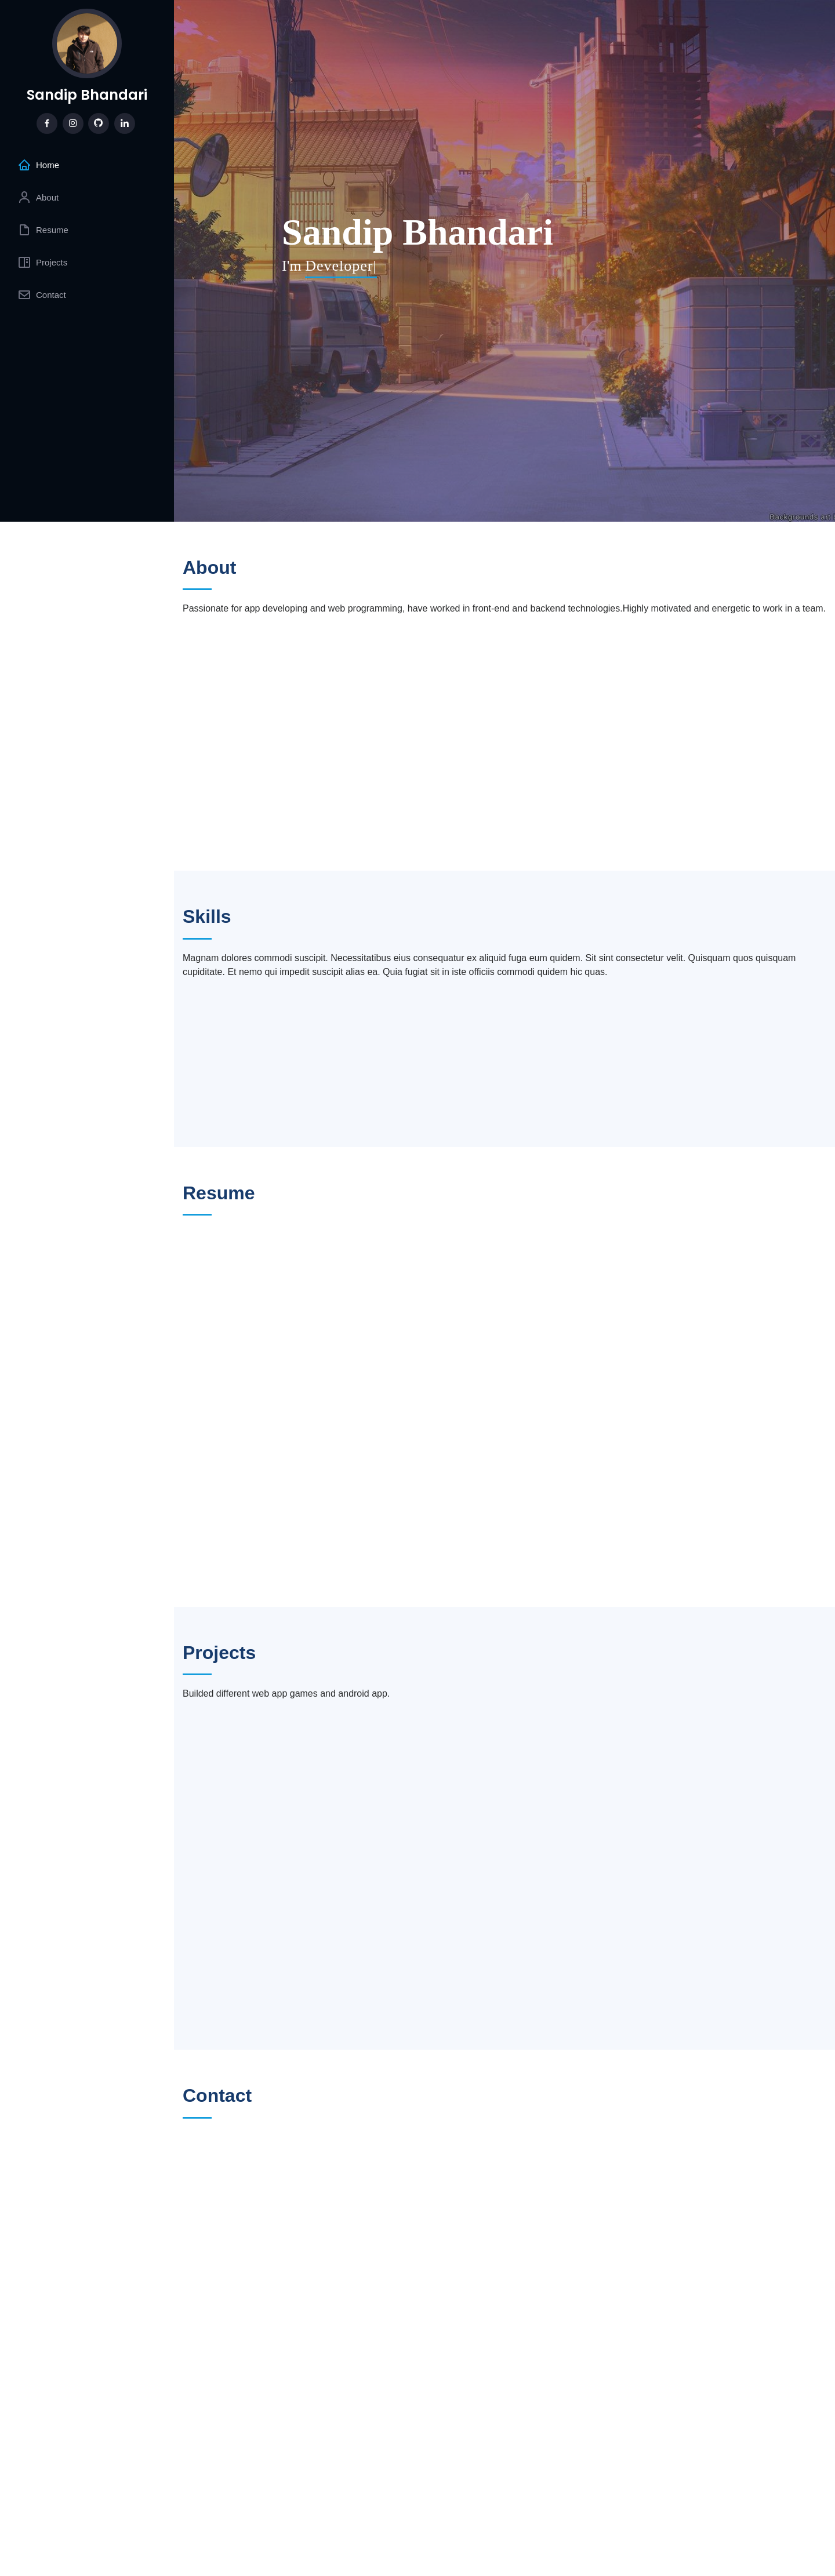 Sandip Bhandari
Home
About
Resume
Projects
Contact
Sandip Bhandari
I'm Developer|
Backgrounds art
About
Passionate for app developing and web programming, have worked in front-end and backend technologies.Highly motivated and energetic to work in a team.
Skills
Magnam dolores commodi suscipit. Necessitatibus eius consequatur ex aliquid fuga eum quidem. Sit sint consectetur velit. Quisquam quos quisquam
cupiditate. Et nemo qui impedit suscipit alias ea. Quia fugiat sit in iste officiis commodi quidem hic quas.
Resume
Projects
Builded different web app games and android app.
Contact